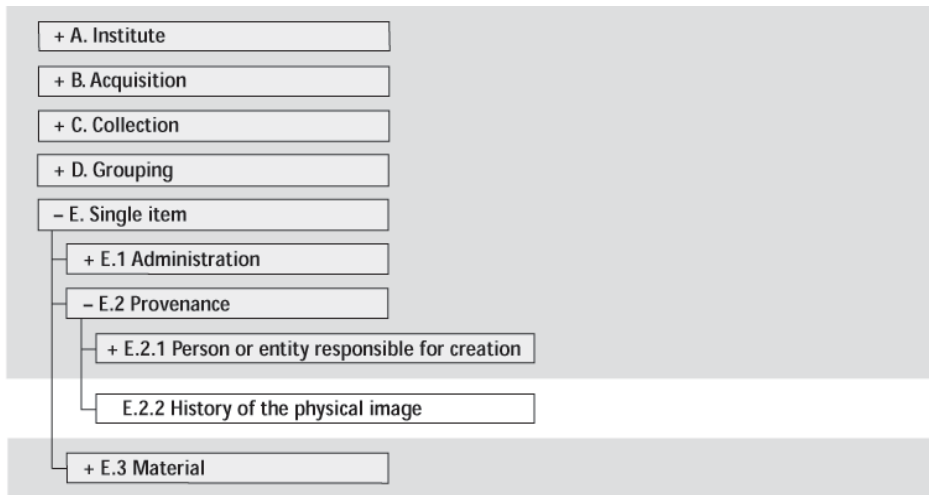 + A. Institute
+ B. Acquisition
+ C. Collection
+ D. Grouping
– E. Single item
+ E.1 Administration
– E.2 Provenance
+ E.2.1 Person or entity responsible for creation
E.2.2 History of the physical image
+ E.3 Material